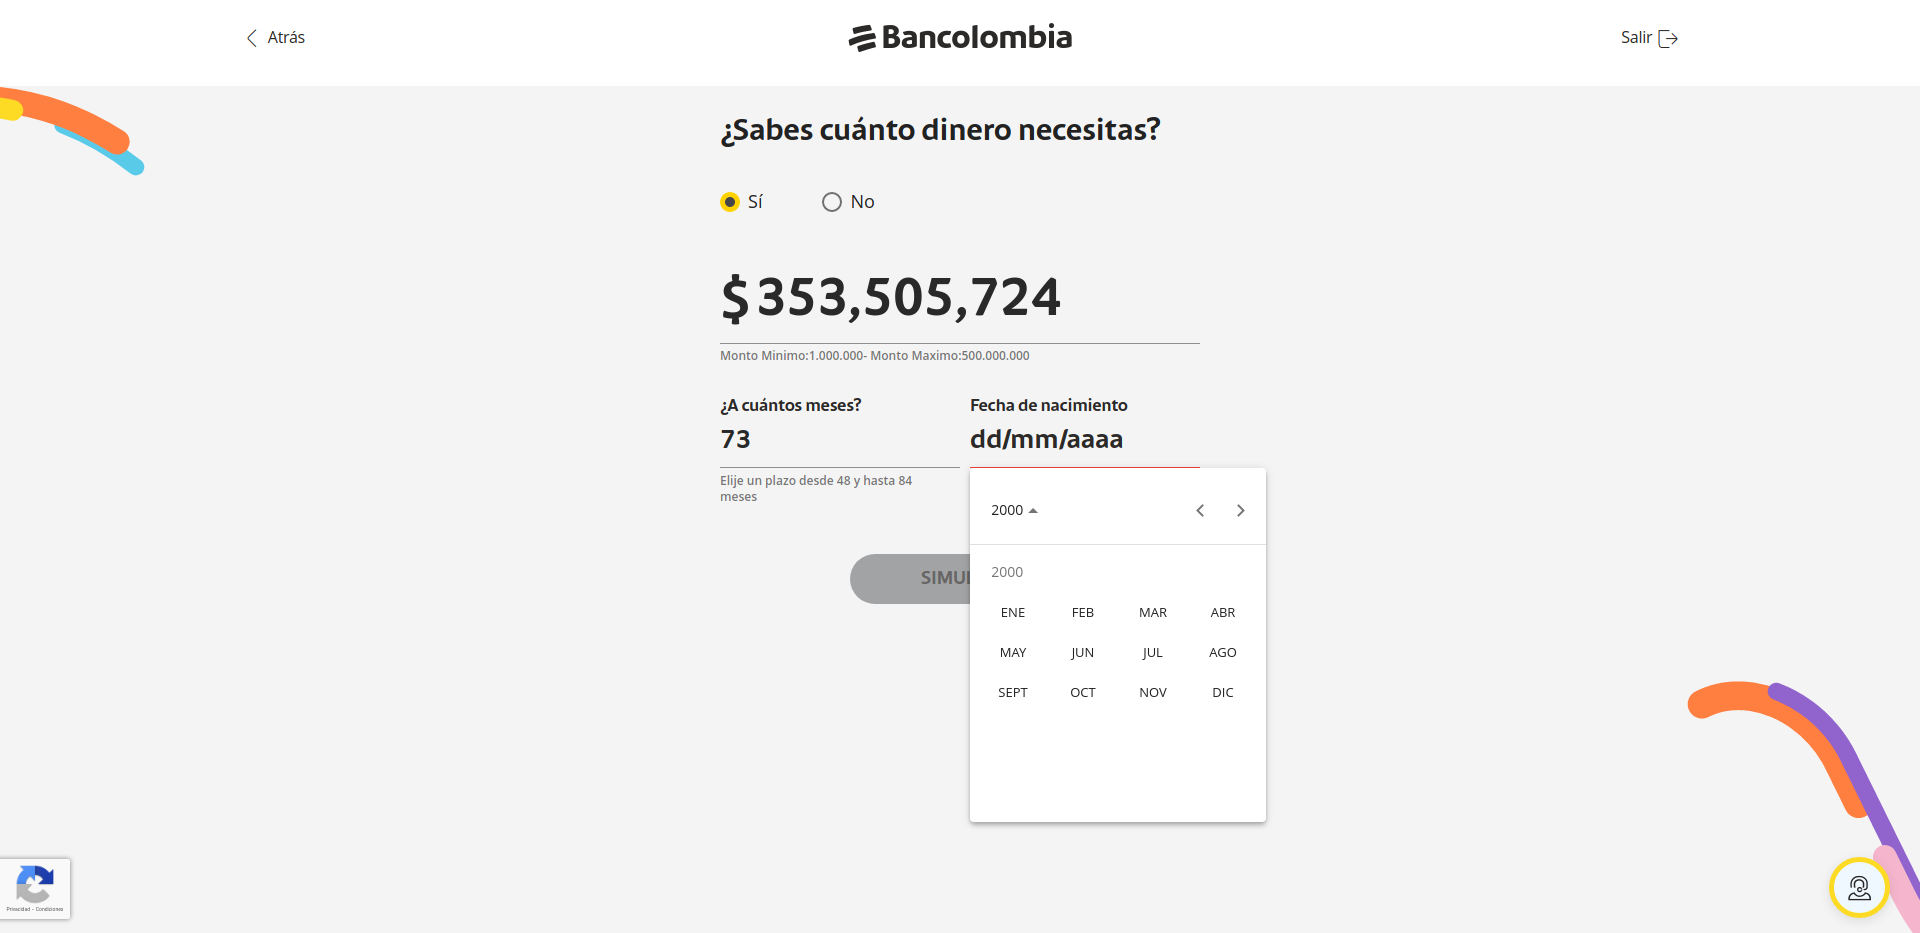 Atrás
Bancolombia
Salir
¿Sabes cuánto dinero necesitas?
Sí
No
$ 353,505,724
Monto Minimo:1.000.000- Monto Maximo:500.000.000
¿A cuántos meses?
Fecha de nacimiento
73
dd/mm/aaaa
Elije un plazo desde 48 y hasta 84
meses
2000
2000
ENE FEB MAR ABR
MAY JUN JUL AGO
SEPT OCT NOV DIC
Privacidad - Condiciones